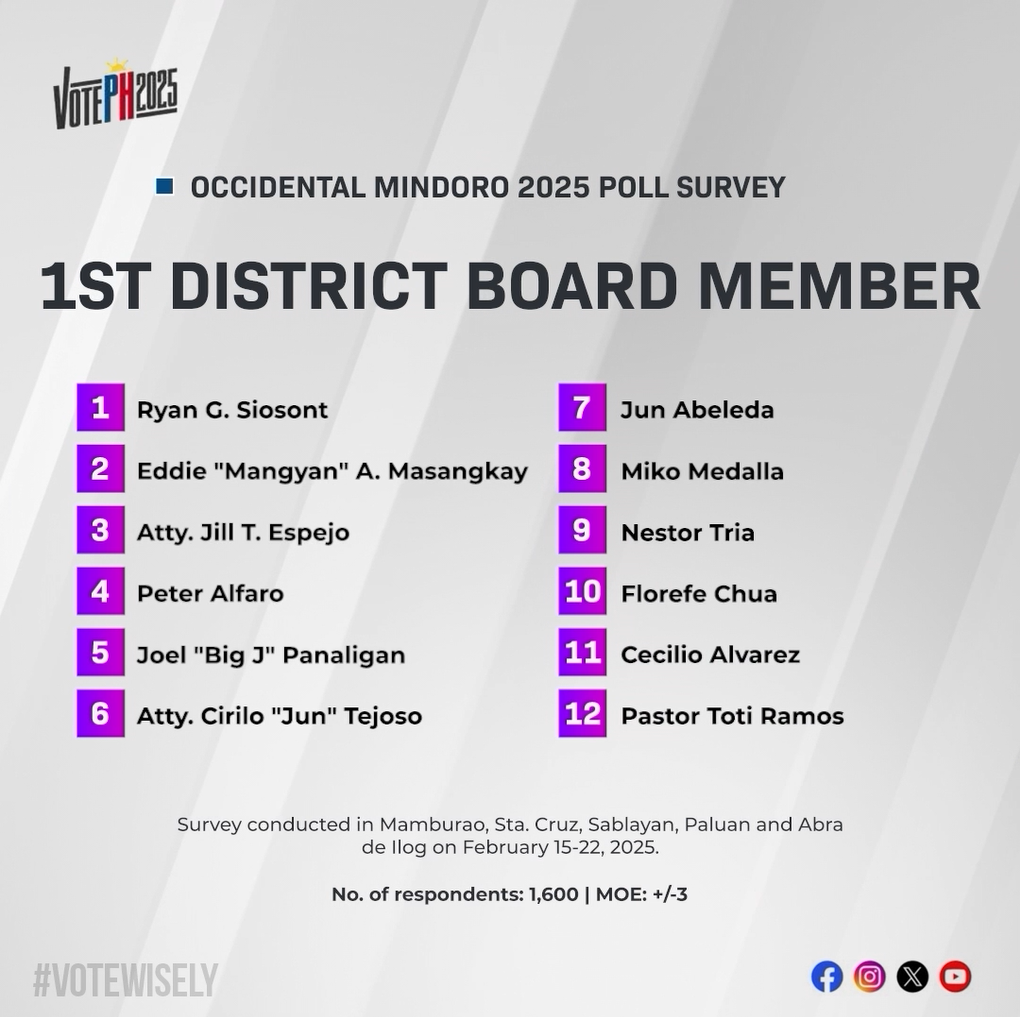 VOTEPH2025
OCCIDENTAL MINDORO 2025 POLL SURVEY
1ST DISTRICT BOARD MEMBER
1 Ryan G. Siosont
2 Eddie "Mangyan" A. Masangkay
3 Atty. Jill T. Espejo
4 Peter Alfaro
5 Joel "Big J" Panaligan
6 Atty. Cirilo "Jun" Tejoso
7 Jun Abeleda
8 Miko Medalla
9 Nestor Tria
10 Florefe Chua
11 Cecilio Alvarez
12 Pastor Toti Ramos
Survey conducted in Mamburao, Sta. Cruz, Sablayan, Paluan and Abra
de Ilog on February 15-22, 2025.
No. of respondents: 1,600 | MOE: +/-3
#VOTEWISELY